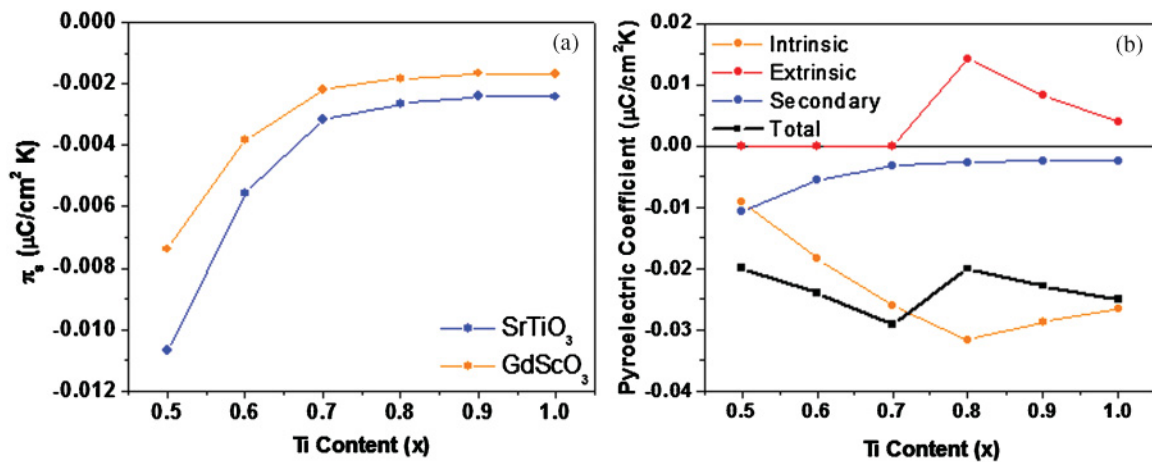 (a)
0.000
-0.002
-0.004
-0.006
-0.008
-0.010
-0.012
πs (μC/cm² K)
SrTiO₃
GdScO₃
0.5 0.6 0.7 0.8 0.9 1.0
Ti Content (x)
(b)
0.02
0.01
0.00
-0.01
-0.02
-0.03
-0.04
Pyroelectric Coefficient (μC/cm²K)
Intrinsic
Extrinsic
Secondary
Total
0.5 0.6 0.7 0.8 0.9 1.0
Ti Content (x)